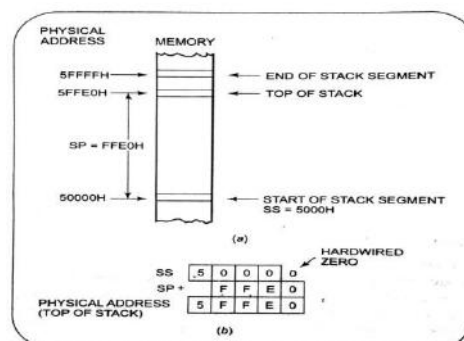 PHYSICAL
ADDRESS
MEMORY
5FFFFH
END OF STACK SEGMENT
5FFE0H
TOP OF STACK
SP = FFE0H
50000H
START OF STACK SEGMENT
SS = 5000H
(a)
HARDWIRED
ZERO
SS 5 0 0 0 0
SP + F F E 0
PHYSICAL ADDRESS 5 F F E 0
(TOP OF STACK)
(b)